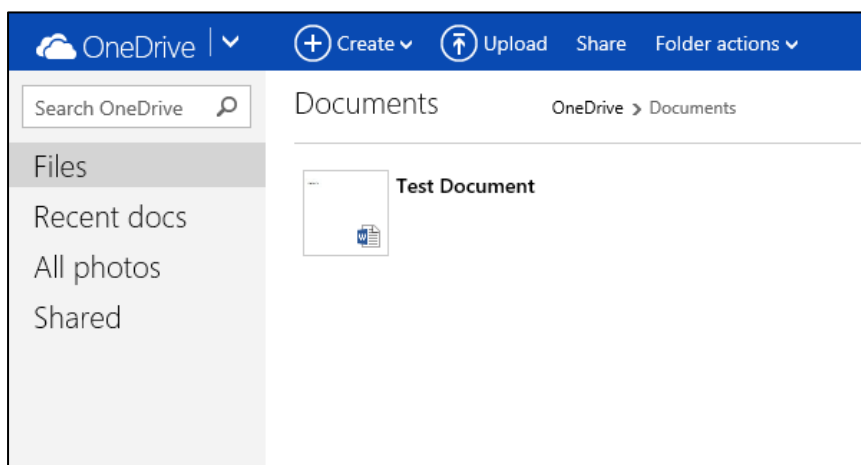 OneDrive Create Upload Share Folder actions
Search OneDrive
Documents OneDrive > Documents
Files
Test Document
Recent docs
All photos
Shared